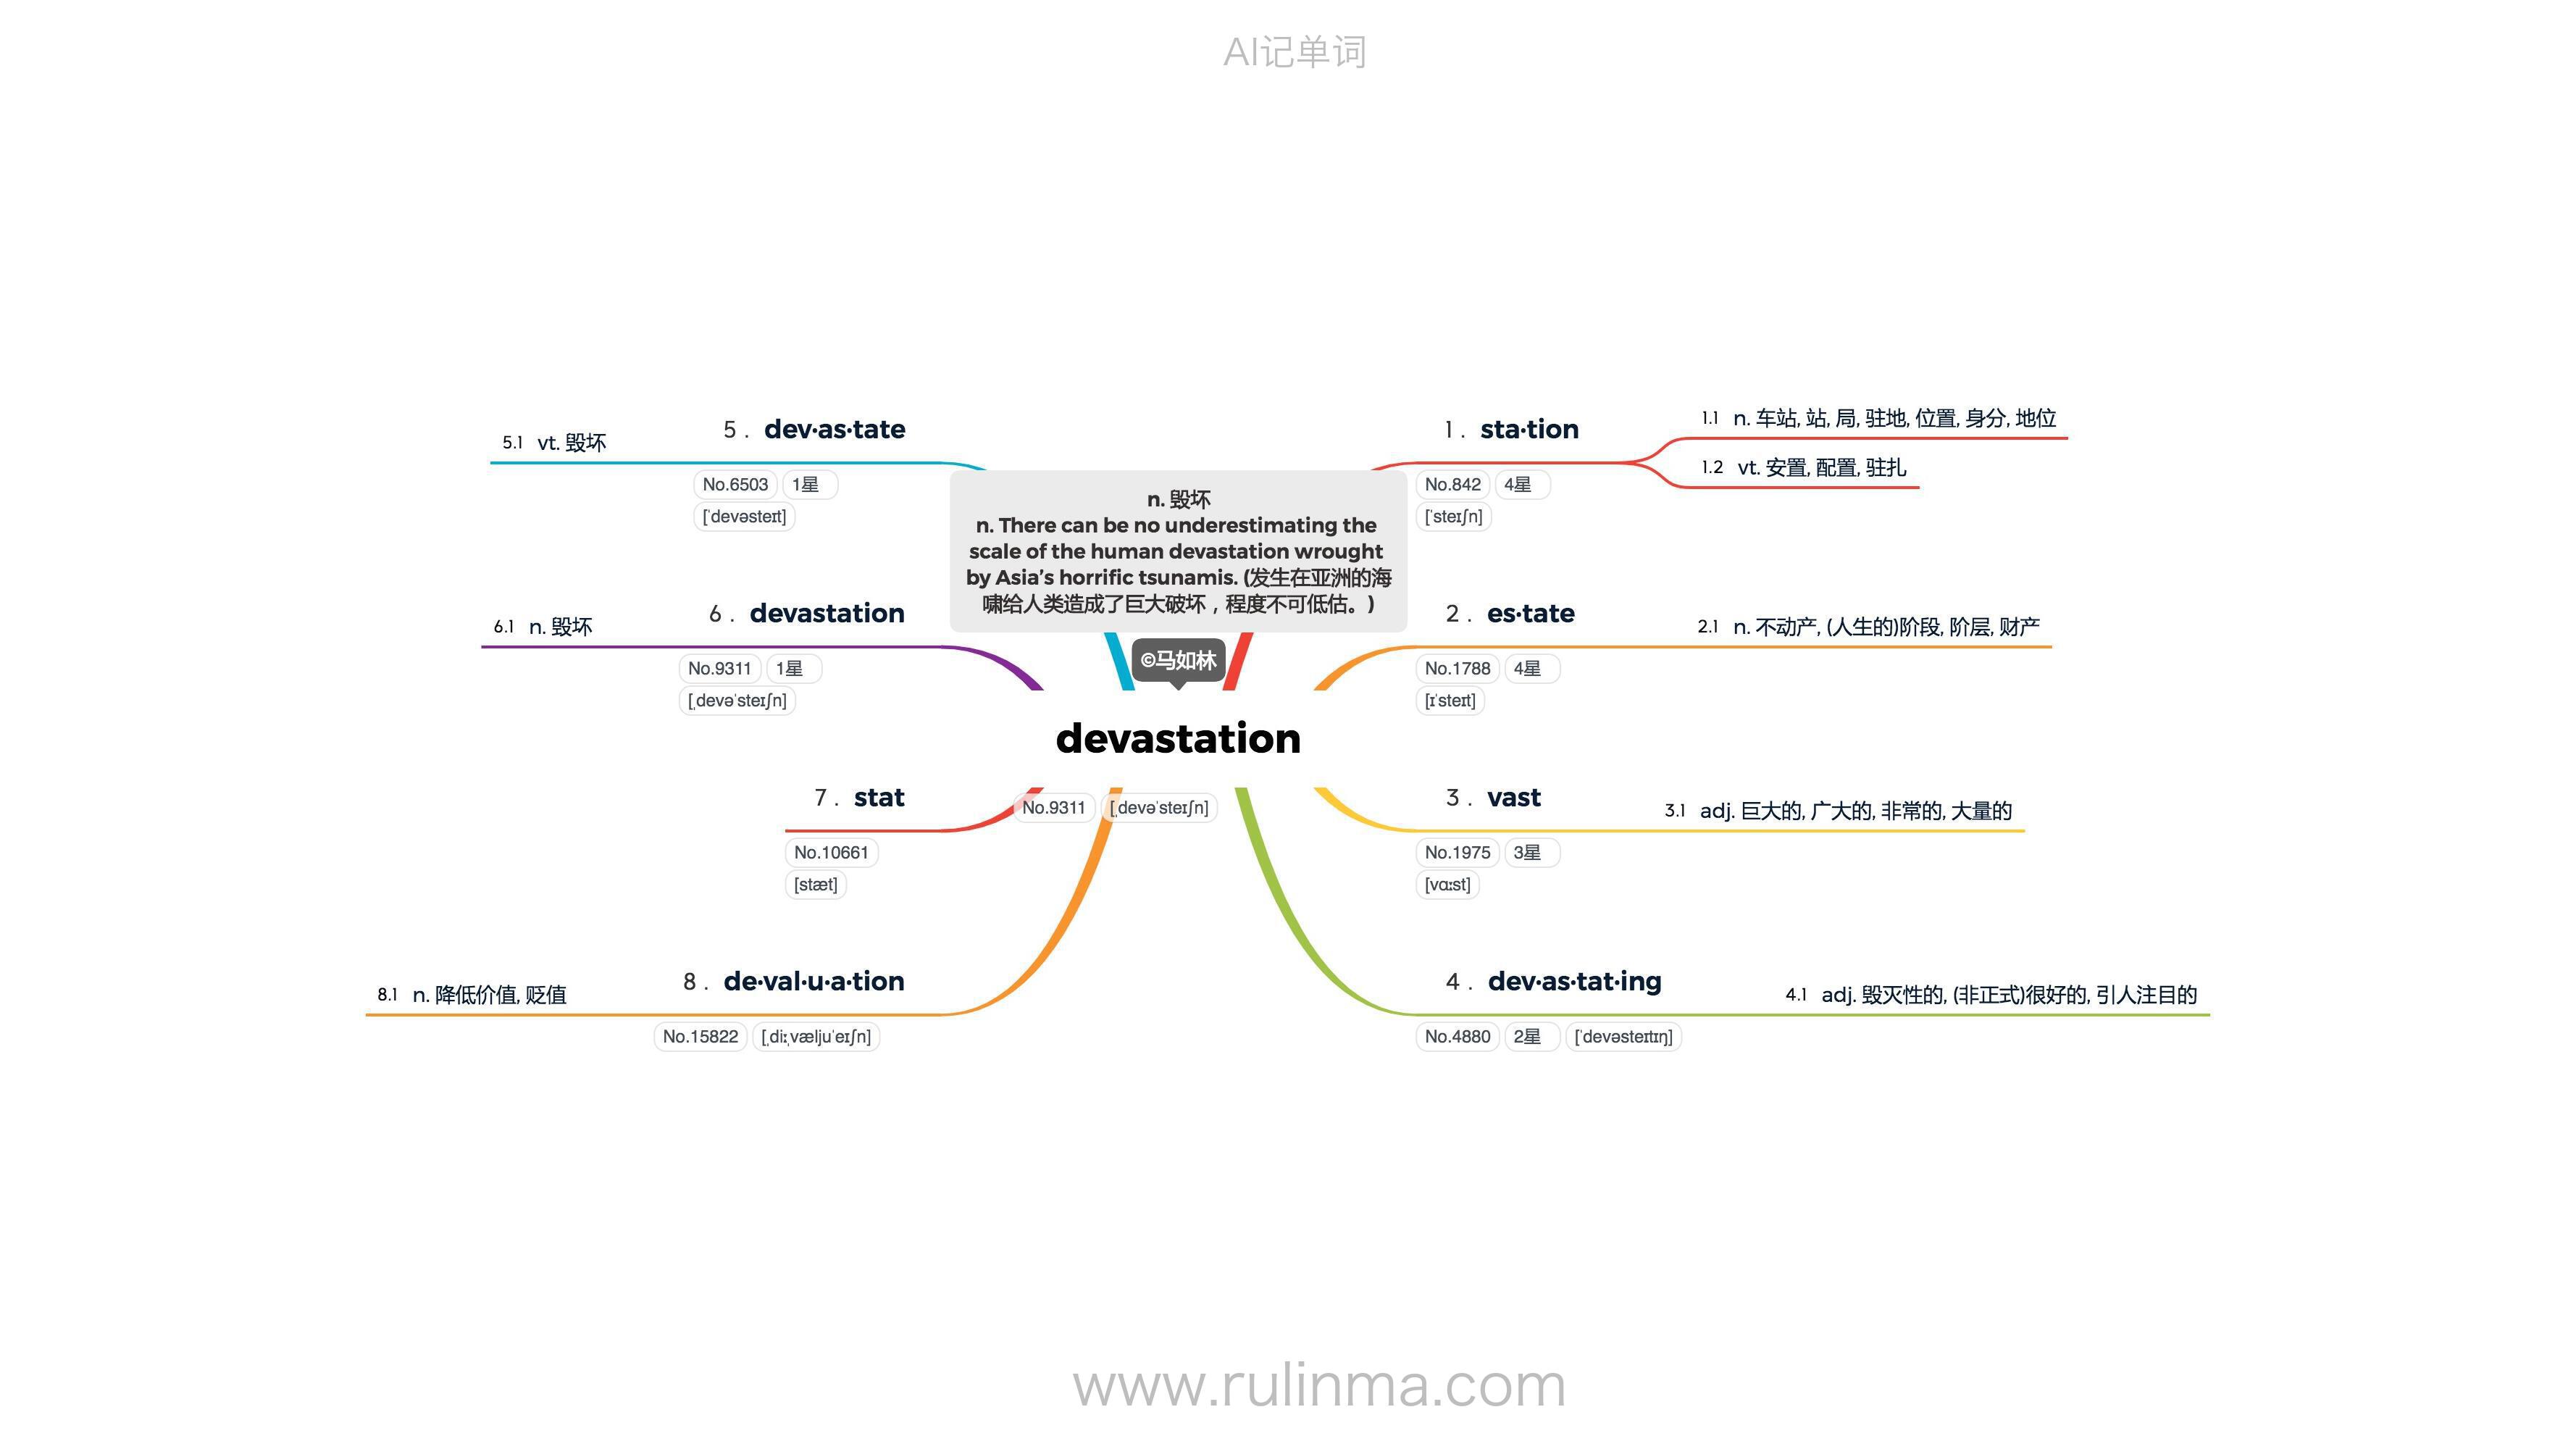 AI记单词
n. 毁坏
n. There can be no underestimating the
scale of the human devastation wrought
by Asia’s horrific tsunamis. (发生在亚洲的海
啸给人类造成了巨大破坏，程度不可低估。)
©马如林
devastation
No.9311 [ˌdevəˈsteɪʃn]
1 . sta·tion
No.842 4星
[ˈsteɪʃn]
1.1 n. 车站, 站, 局, 驻地, 位置, 身分, 地位
1.2 vt. 安置, 配置, 驻扎
2 . es·tate
No.1788 4星
[ɪˈsteɪt]
2.1 n. 不动产, (人生的)阶段, 阶层, 财产
3 . vast
No.1975 3星
[vɑːst]
3.1 adj. 巨大的, 广大的, 非常的, 大量的
4 . dev·as·tat·ing
No.4880 2星 [ˈdevəsteɪtɪŋ]
4.1 adj. 毁灭性的, (非正式)很好的, 引人注目的
5 . dev·as·tate
No.6503 1星
[ˈdevəsteɪt]
5.1 vt. 毁坏
6 . devastation
No.9311 1星
[ˌdevəˈsteɪʃn]
6.1 n. 毁坏
7 . stat
No.10661
[stæt]
8 . de·val·u·a·tion
No.15822 [ˌdiːˌvæljuˈeɪʃn]
8.1 n. 降低价值, 贬值
www.rulinma.com